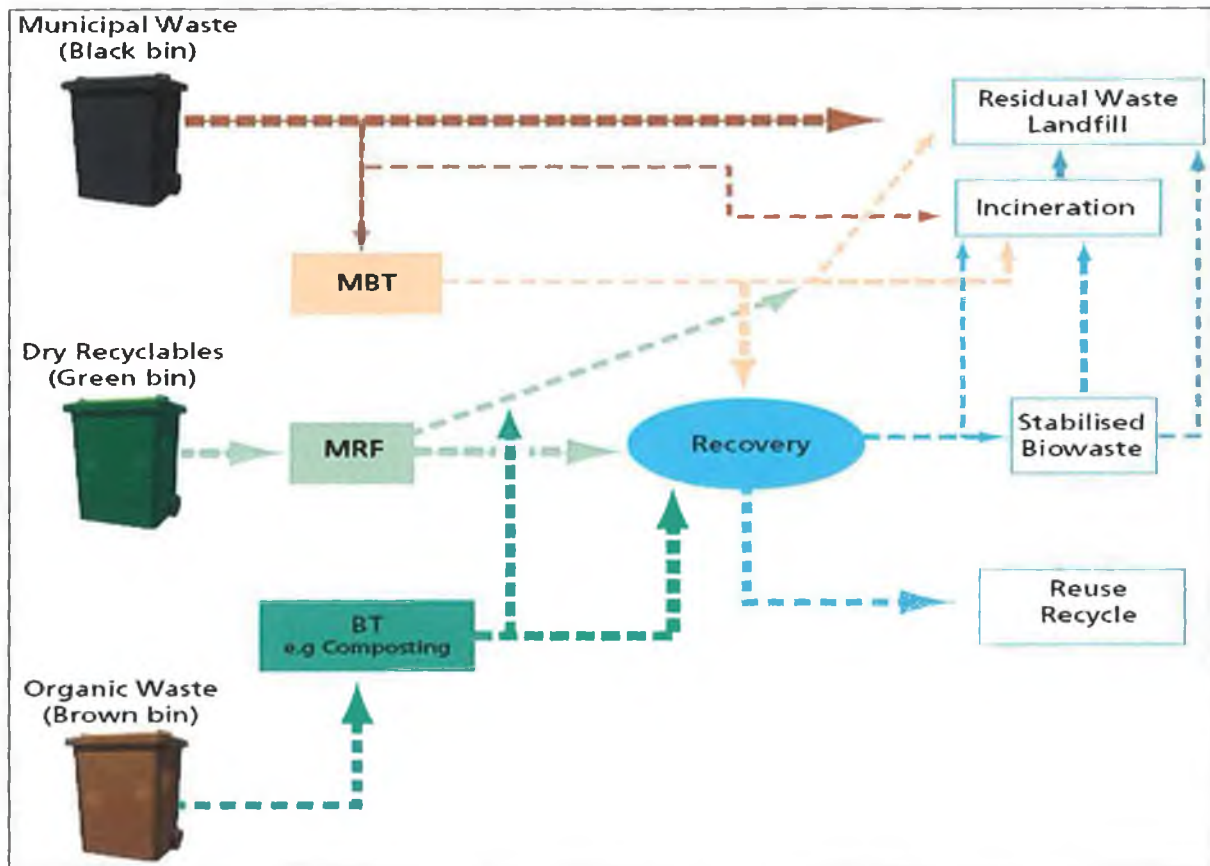 Municipal Waste
(Black bin)
Residual Waste
Landfill
Incineration
MBT
Dry Recyclables
(Green bin)
MRF
Recovery
Stabilised
Biowaste
BT
e.g Composting
Reuse
Recycle
Organic Waste
(Brown bin)